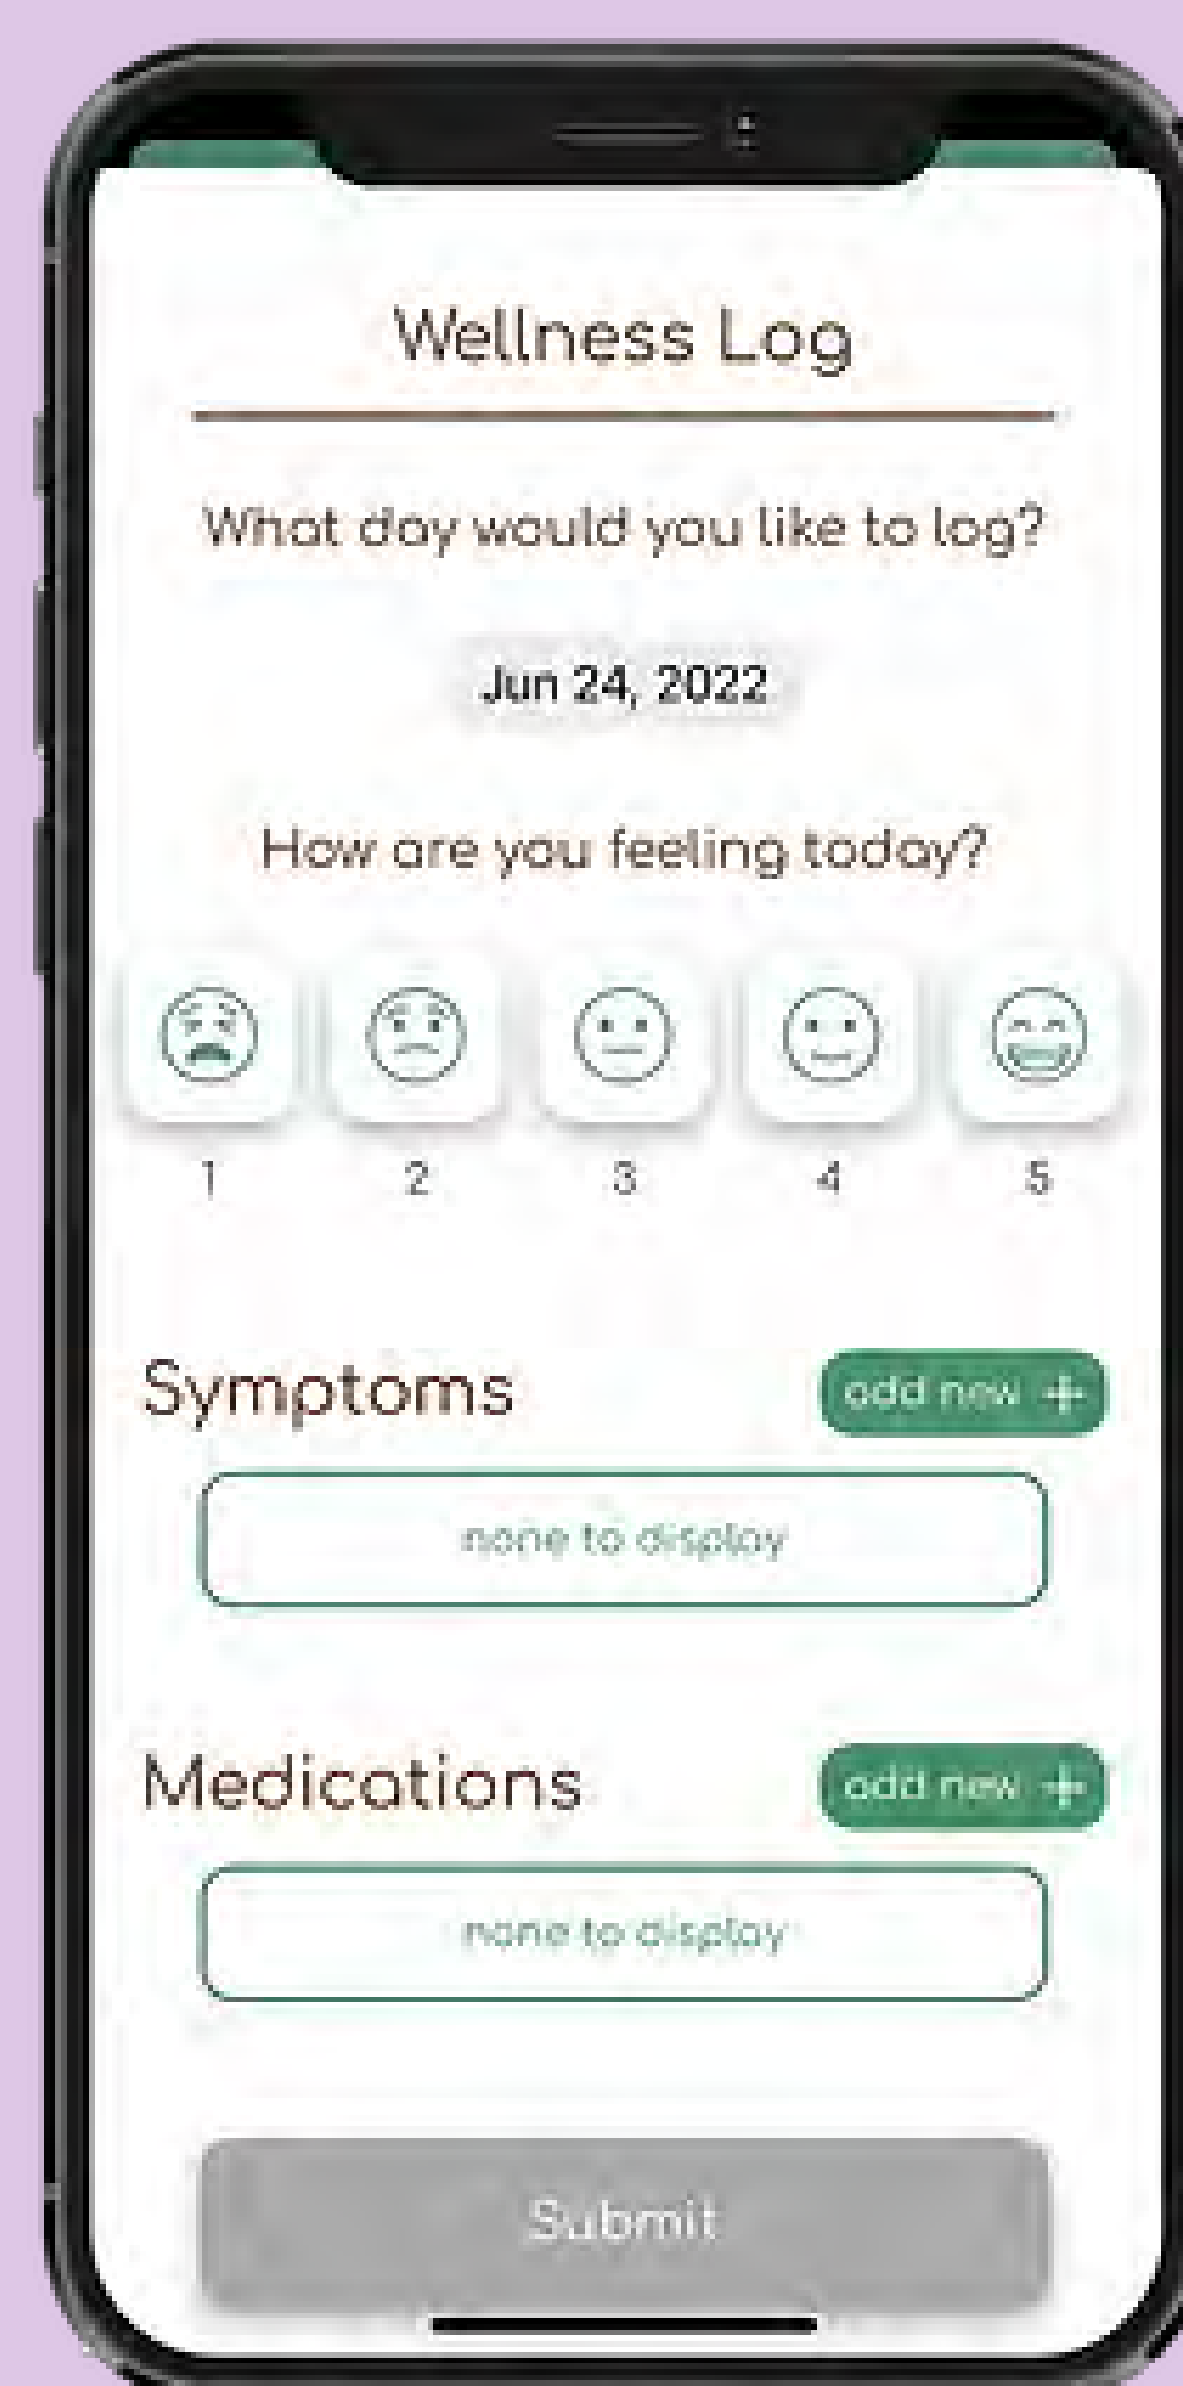 Wellness Log
What day would you like to log?
Jun 24, 2022
How are you feeling today?
1 2 3 4 5
Symptoms add new +
none to display
Medications add new +
none to display
Submit